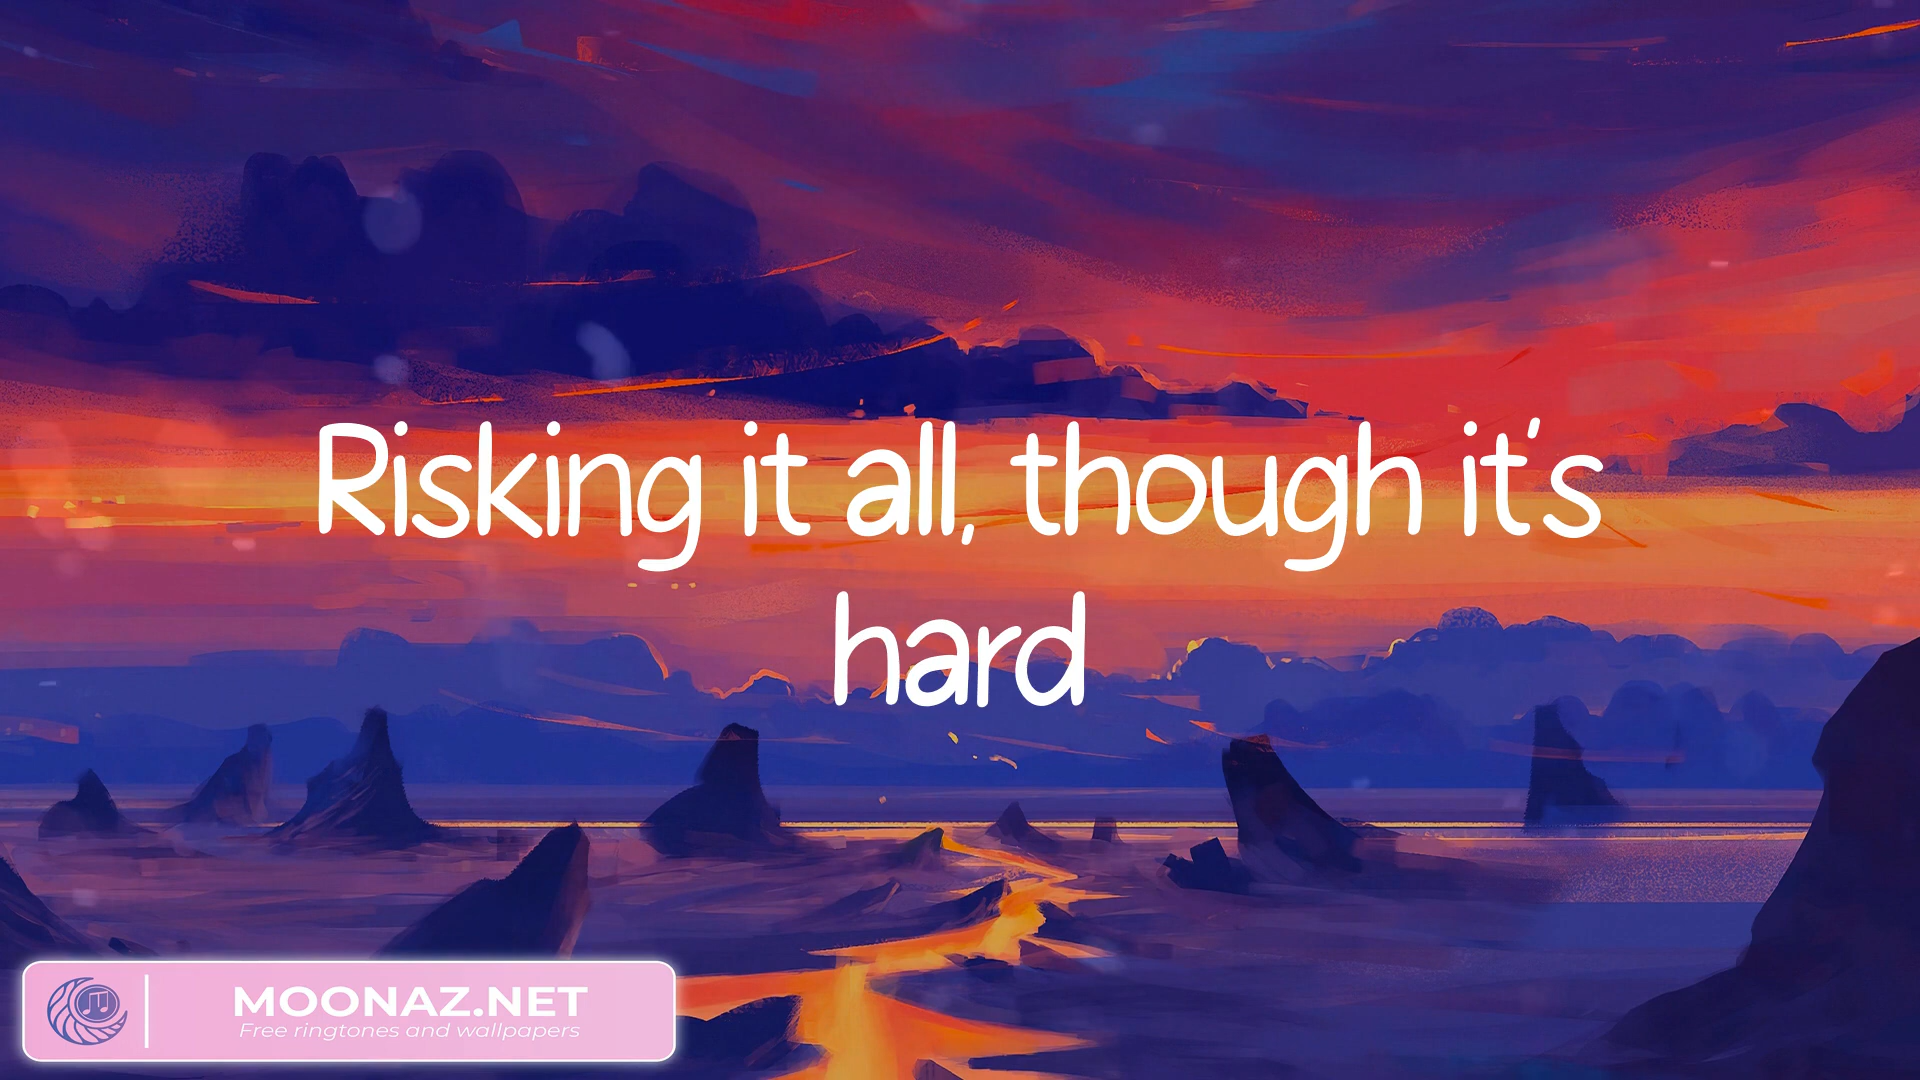 Risking it all, though it's
hard
MOONAZ.NET
Free ringtones and wallpapers